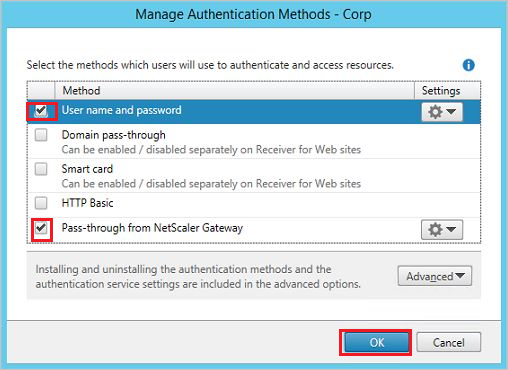 Manage Authentication Methods - Corp
Select the methods which users will use to authenticate and access resources.
Method Settings
User name and password
Domain pass-through
Can be enabled / disabled separately on Receiver for Web sites
Smart card
Can be enabled / disabled separately on Receiver for Web sites
HTTP Basic
Pass-through from NetScaler Gateway
Installing and uninstalling the authentication methods and the
authentication service settings are included in the advanced options.
Advanced
OK Cancel